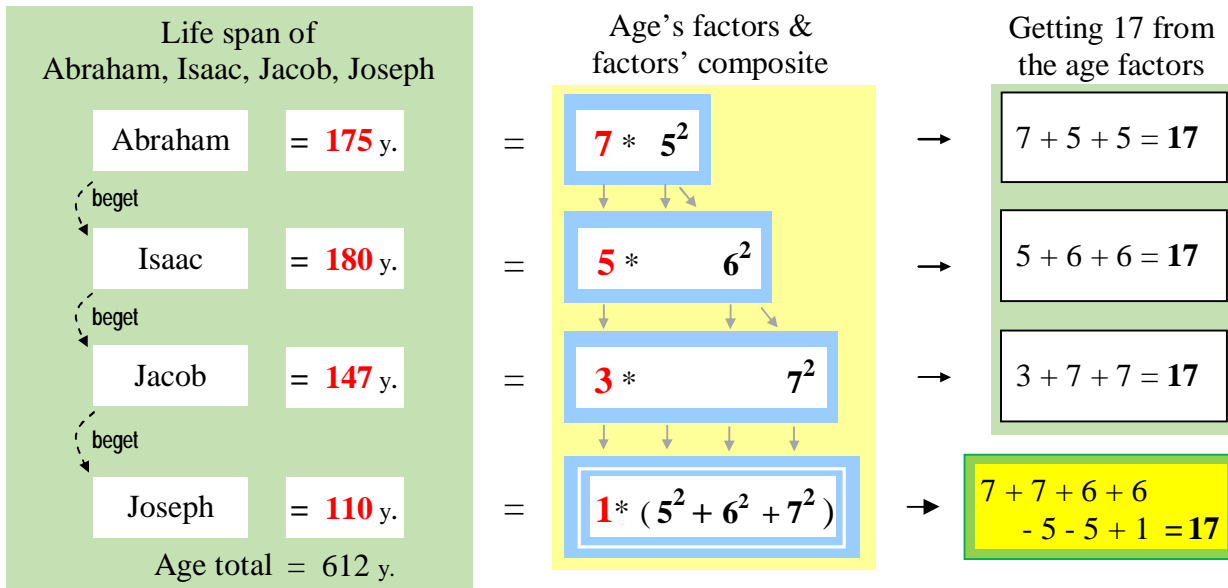 Life span of
Abraham, Isaac, Jacob, Joseph
Age's factors &
factors' composite
Getting 17 from
the age factors
Abraham = 175 y. = 7 * 5² → 7 + 5 + 5 = 17
beget
Isaac = 180 y. = 5 * 6² → 5 + 6 + 6 = 17
beget
Jacob = 147 y. = 3 * 7² → 3 + 7 + 7 = 17
beget
Joseph = 110 y. = 1 * ( 5² + 6² + 7² ) → 7 + 7 + 6 + 6
- 5 - 5 + 1 = 17
Age total = 612 y.